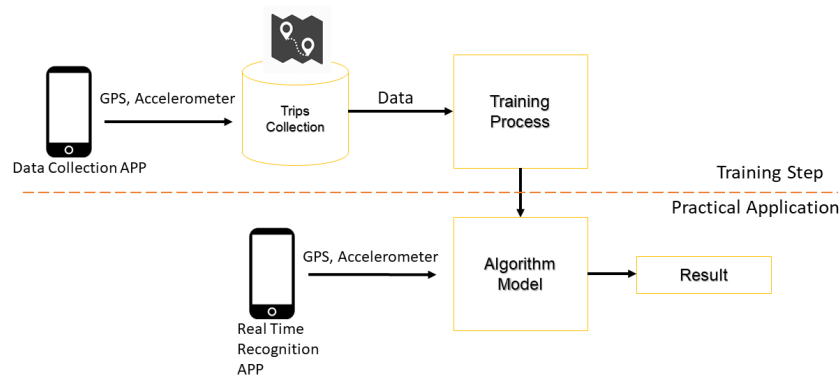 GPS, Accelerometer
Data Collection APP
Trips
Collection
Data
Training
Process
Training Step
Practical Application
GPS, Accelerometer
Real Time
Recognition
APP
Algorithm
Model
Result